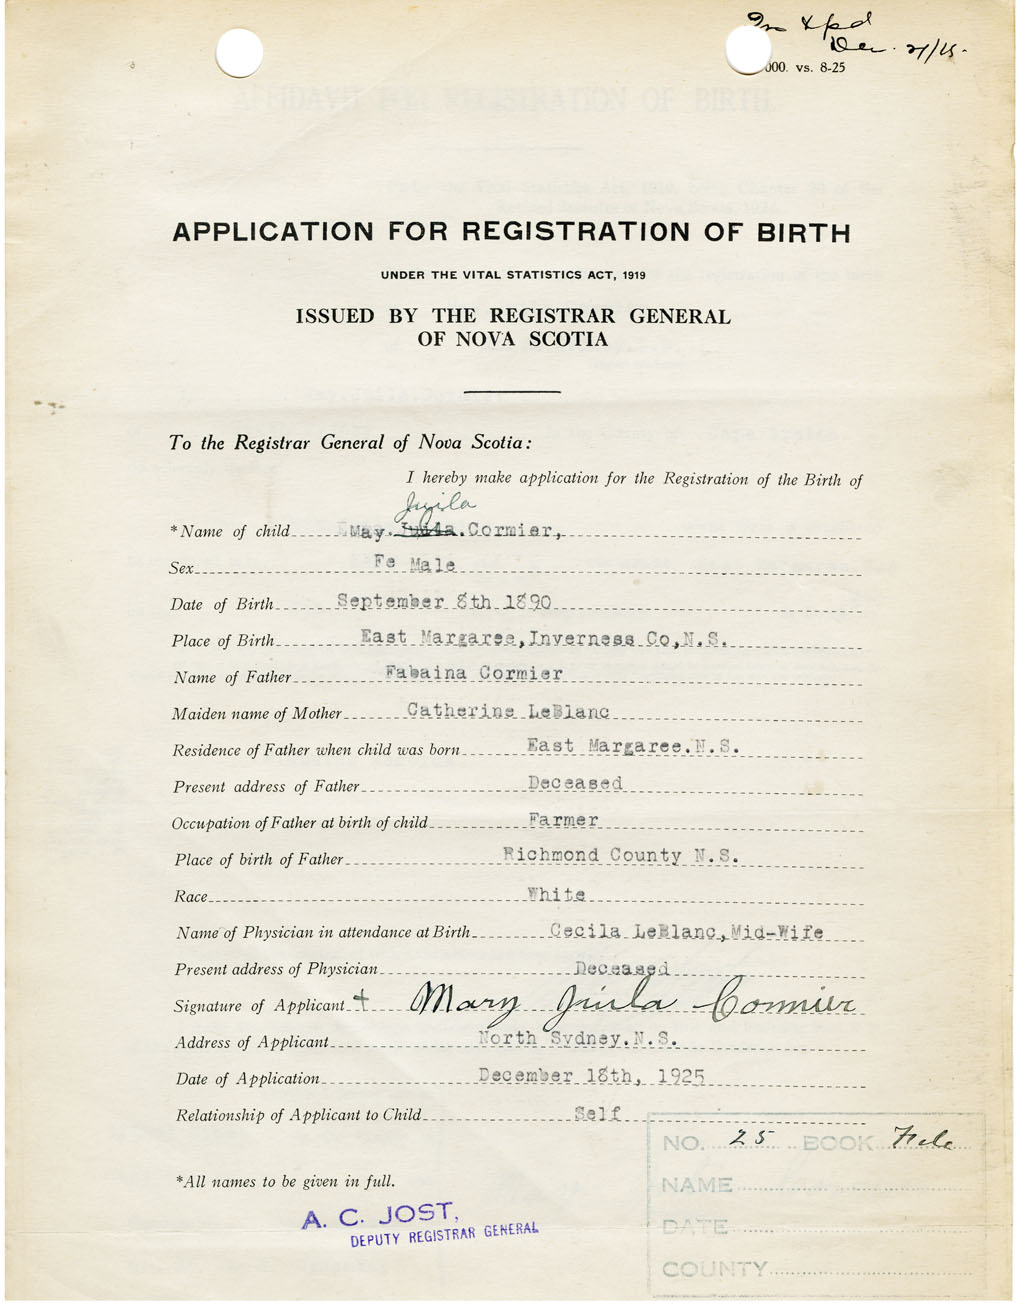 Dec. 21/25.
000. vs. 8-25
APPLICATION FOR REGISTRATION OF BIRTH
UNDER THE VITAL STATISTICS ACT, 1919
ISSUED BY THE REGISTRAR GENERAL
OF NOVA SCOTIA
To the Registrar General of Nova Scotia:
I hereby make application for the Registration of the Birth of
Juila
*Name of child May. Cormier,
Sex Fe Male
Date of Birth September 8th 1890
Place of Birth East Margaree,Inverness Co,N.S.
Name of Father Fabaina Cormier
Maiden name of Mother Catherine LeBlanc
Residence of Father when child was born East Margaree.N.S.
Present address of Father Deceased
Occupation of Father at birth of child Farmer
Place of birth of Father Richmond County N.S.
Race White
Name of Physician in attendance at Birth Cecila LeBlanc,Mid-Wife
Present address of Physician Deceased
Signature of Applicant + Mary Juila Cormier
Address of Applicant North Sydney.N.S.
Date of Application December 18th, 1925
Relationship of Applicant to Child Self
NO. 25 BOOK
*All names to be given in full.
NAME
A. C. JOST,
DEPUTY REGISTRAR GENERAL
DATE
COUNTY